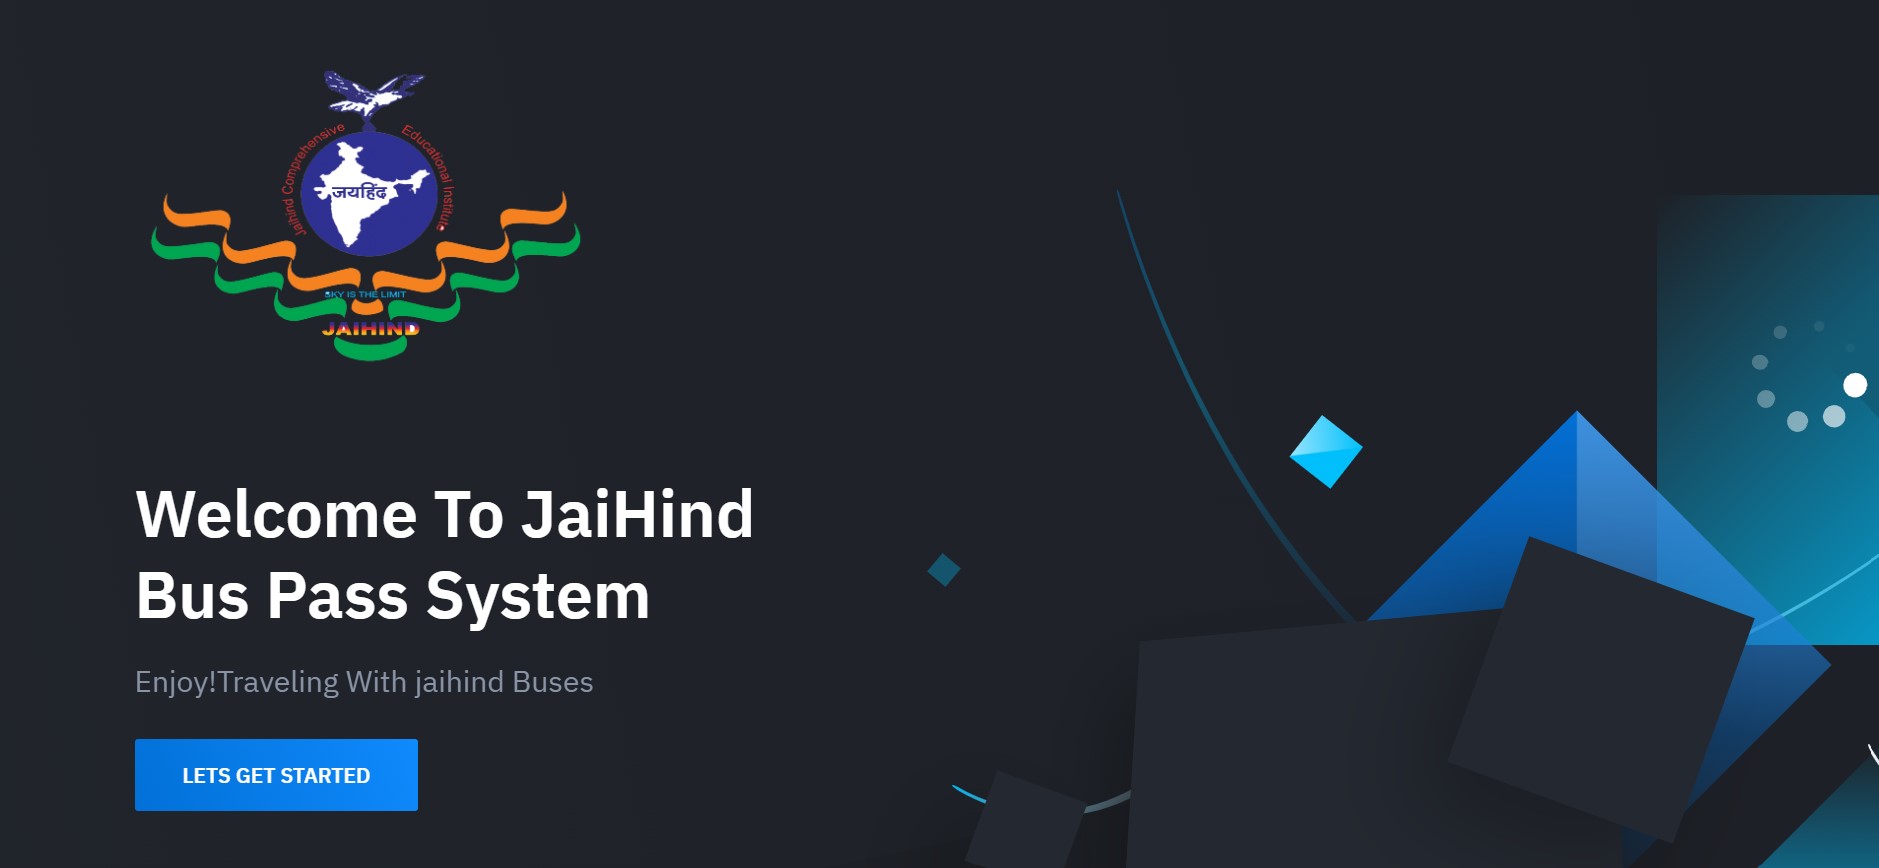 Jaihind Comprehensive Educational Institute
जयहिंद
SKY IS THE LIMIT
JAIHIND
Welcome To JaiHind
Bus Pass System
Enjoy!Traveling With jaihind Buses
LETS GET STARTED